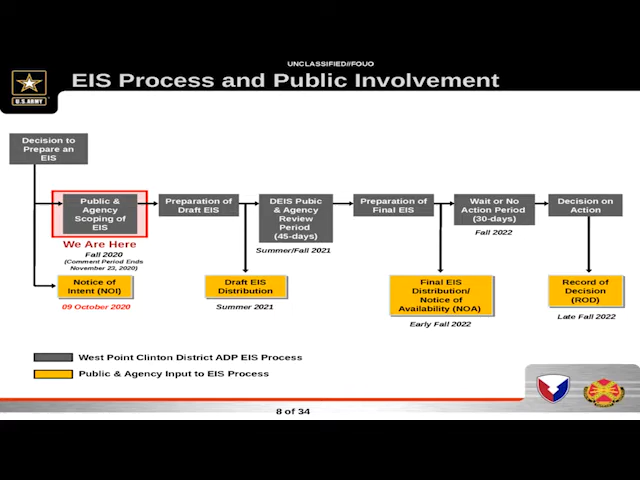 UNCLASSIFIED//FOUO
EIS Process and Public Involvement
U.S.ARMY
Decision to
Prepare an
EIS
Public &
Agency
Scoping of
EIS
Preparation of
Draft EIS
DEIS Pubic
& Agency
Review
Period
(45-days)
Preparation of
Final EIS
Wait or No
Action Period
(30-days)
Decision on
Action
We Are Here
Fall 2020
(Comment Period Ends
November 23, 2020)
Summer/Fall 2021
Fall 2022
Notice of
Intent (NOI)
09 October 2020
Draft EIS
Distribution
Summer 2021
Final EIS
Distribution/
Notice of
Availability (NOA)
Early Fall 2022
Record of
Decision
(ROD)
Late Fall 2022
West Point Clinton District ADP EIS Process
Public & Agency Input to EIS Process
8 of 34